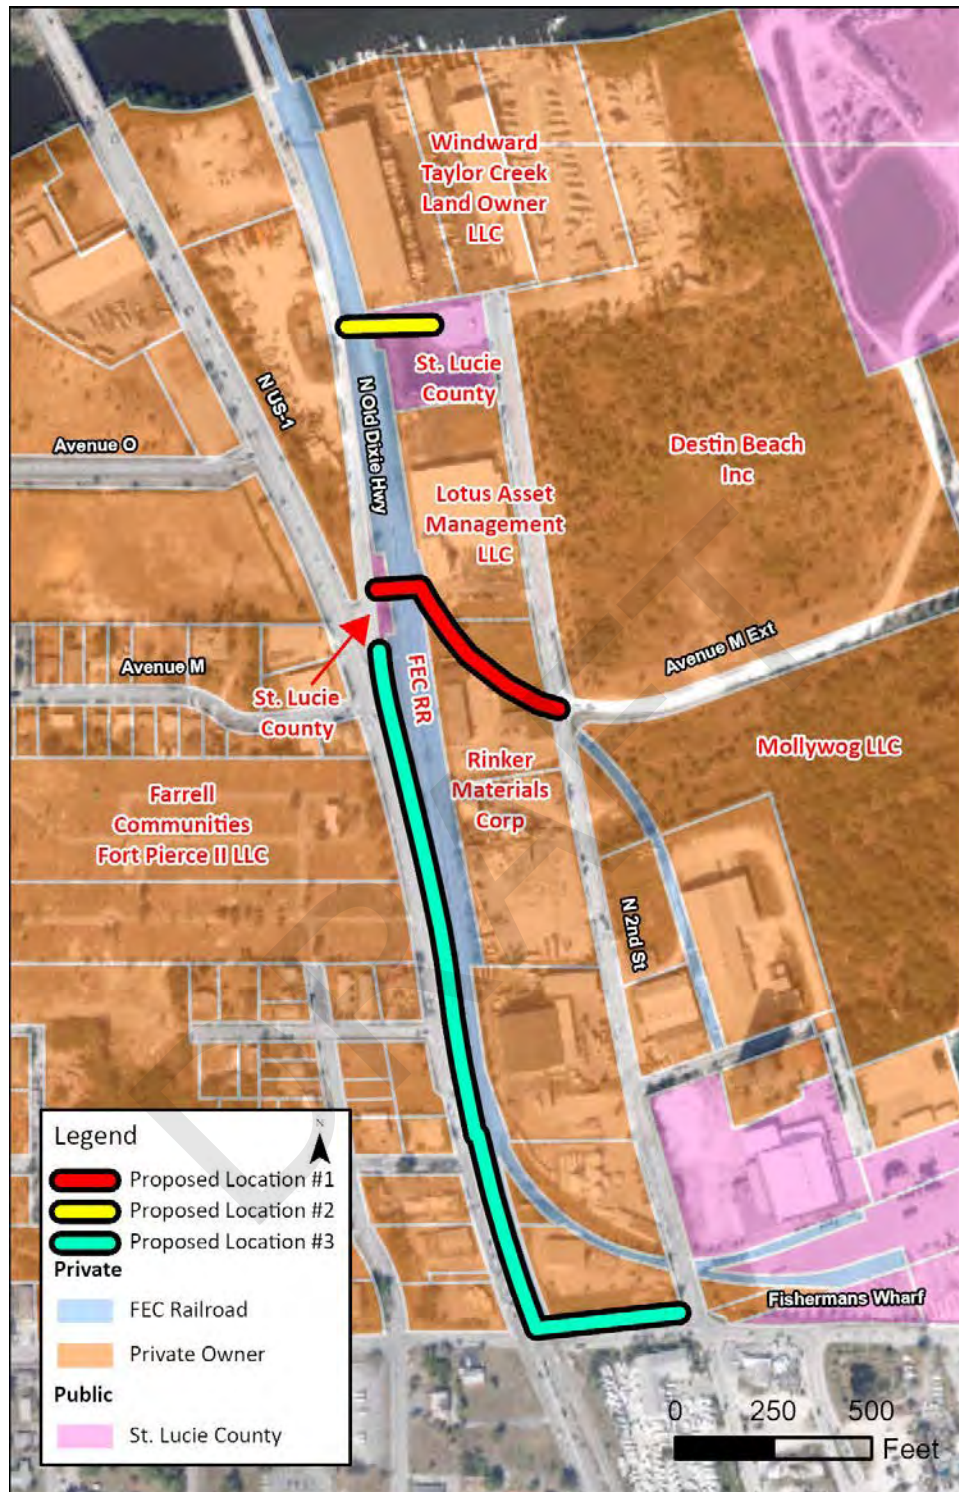 Windward
Taylor Creek
Land Owner
LLC
St. Lucie
County
N US-1
N Old Dixie Hwy
Avenue O
Destin Beach
Inc
Lotus Asset
Management
LLC
Avenue M Ext
Avenue M
St. Lucie
County
FEC RR
Mollywog LLC
Rinker
Materials
Corp
Farrell
Communities
Fort Pierce II LLC
N 2nd St
DRAFT
Fishermans Wharf
Legend
N
Proposed Location #1
Proposed Location #2
Proposed Location #3
Private
FEC Railroad
Private Owner
Public
St. Lucie County
0 250 500
Feet